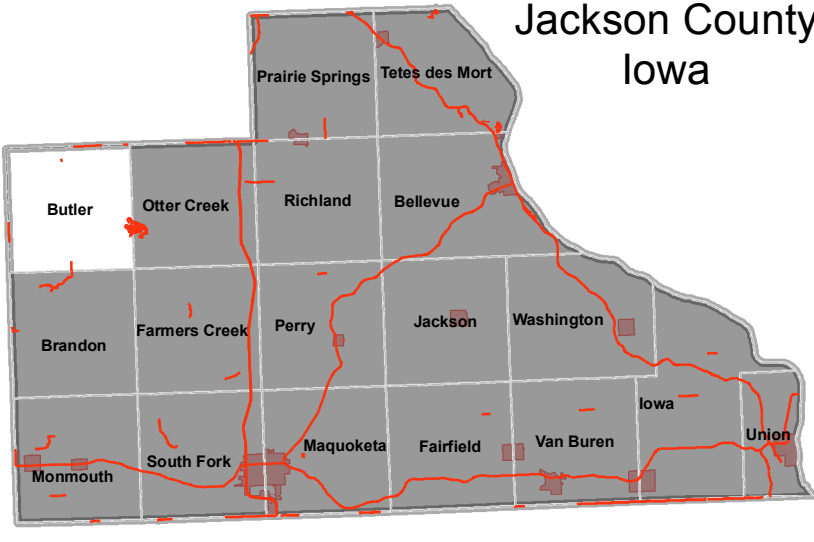 Jackson County
Iowa
Prairie Springs
Tetes des Mort
Butler
Otter Creek
Richland
Bellevue
Brandon
Farmers Creek
Perry
Jackson
Washington
Iowa
Monmouth
South Fork
Maquoketa
Fairfield
Van Buren
Union